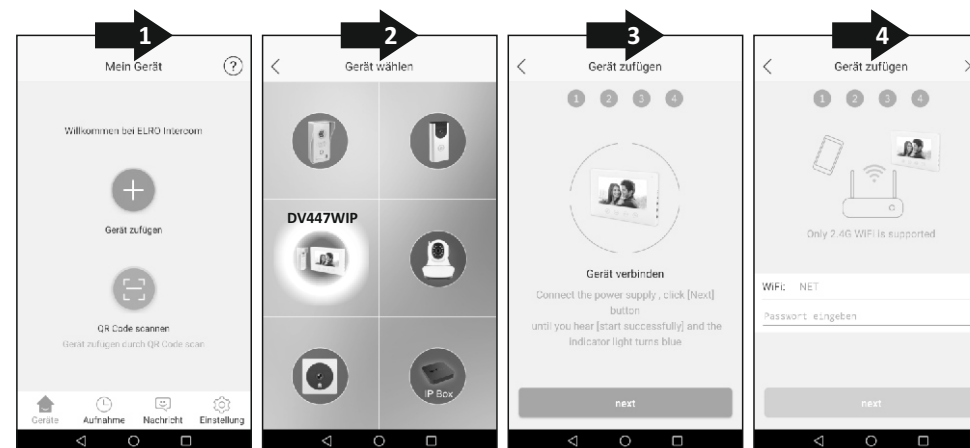 1
Mein Gerät
?
Willkommen bei ELRO Intercom
Gerät zufügen
QR Code scannen
Gerät zufügen durch QR Code scan
Geräte Aufnahme Nachricht Einstellung
2
Gerät wählen
DV447WIP
IP Box
3
Gerät zufügen
1 2 3 4
Gerät verbinden
Connect the power supply , click [Next]
button
until you hear [start successfully] and the
indicator light turns blue
next
4
Gerät zufügen
1 2 3 4
Only 2.4G WIFI is supported
WiFi: NET
Passwort eingeben
next